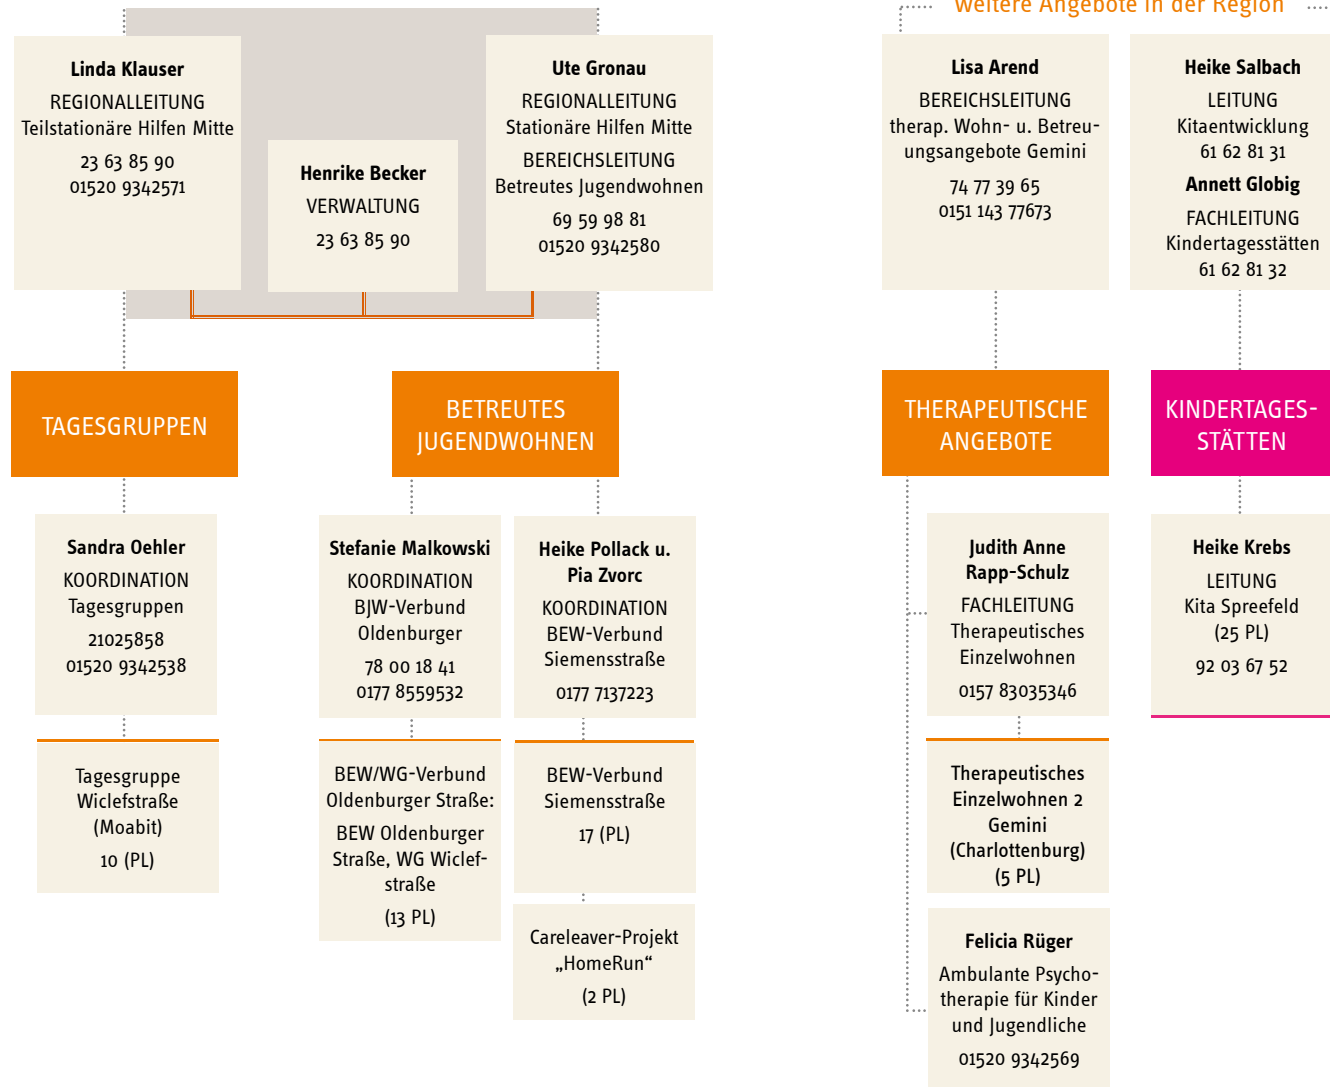 Weitere Angebote in der Region
Linda Klauser
REGIONALLEITUNG
Teilstationäre Hilfen Mitte
23 63 85 90
01520 9342571
Henrike Becker
VERWALTUNG
23 63 85 90
Ute Gronau
REGIONALLEITUNG
Stationäre Hilfen Mitte
BEREICHSLEITUNG
Betreutes Jugendwohnen
69 59 98 81
01520 9342580
Lisa Arend
BEREICHSLEITUNG
therap. Wohn- u. Betreu-
ungsangebote Gemini
74 77 39 65
0151 143 77673
Heike Salbach
LEITUNG
Kitaentwicklung
61 62 81 31
Annett Globig
FACHLEITUNG
Kindertagesstätten
61 62 81 32
TAGESGRUPPEN
BETREUTES
JUGENDWOHNEN
THERAPEUTISCHE
ANGEBOTE
KINDERTAGES-
STÄTTEN
Sandra Oehler
KOORDINATION
Tagesgruppen
21025858
01520 9342538
Stefanie Malkowski
KOORDINATION
BJW-Verbund
Oldenburger
78 00 18 41
0177 8559532
Heike Pollack u.
Pia Zvorc
KOORDINATION
BEW-Verbund
Siemensstraße
0177 7137223
Judith Anne
Rapp-Schulz
FACHLEITUNG
Therapeutisches
Einzelwohnen
0157 83035346
Heike Krebs
LEITUNG
Kita Spreefeld
(25 PL)
92 03 67 52
Tagesgruppe
Wiclefstraße
(Moabit)
10 (PL)
BEW/WG-Verbund
Oldenburger Straße:
BEW Oldenburger
Straße, WG Wiclef-
straße
(13 PL)
BEW-Verbund
Siemensstraße
17 (PL)
Careleaver-Projekt
„HomeRun“
(2 PL)
Therapeutisches
Einzelwohnen 2
Gemini
(Charlottenburg)
(5 PL)
Felicia Rüger
Ambulante Psycho-
therapie für Kinder
und Jugendliche
01520 9342569